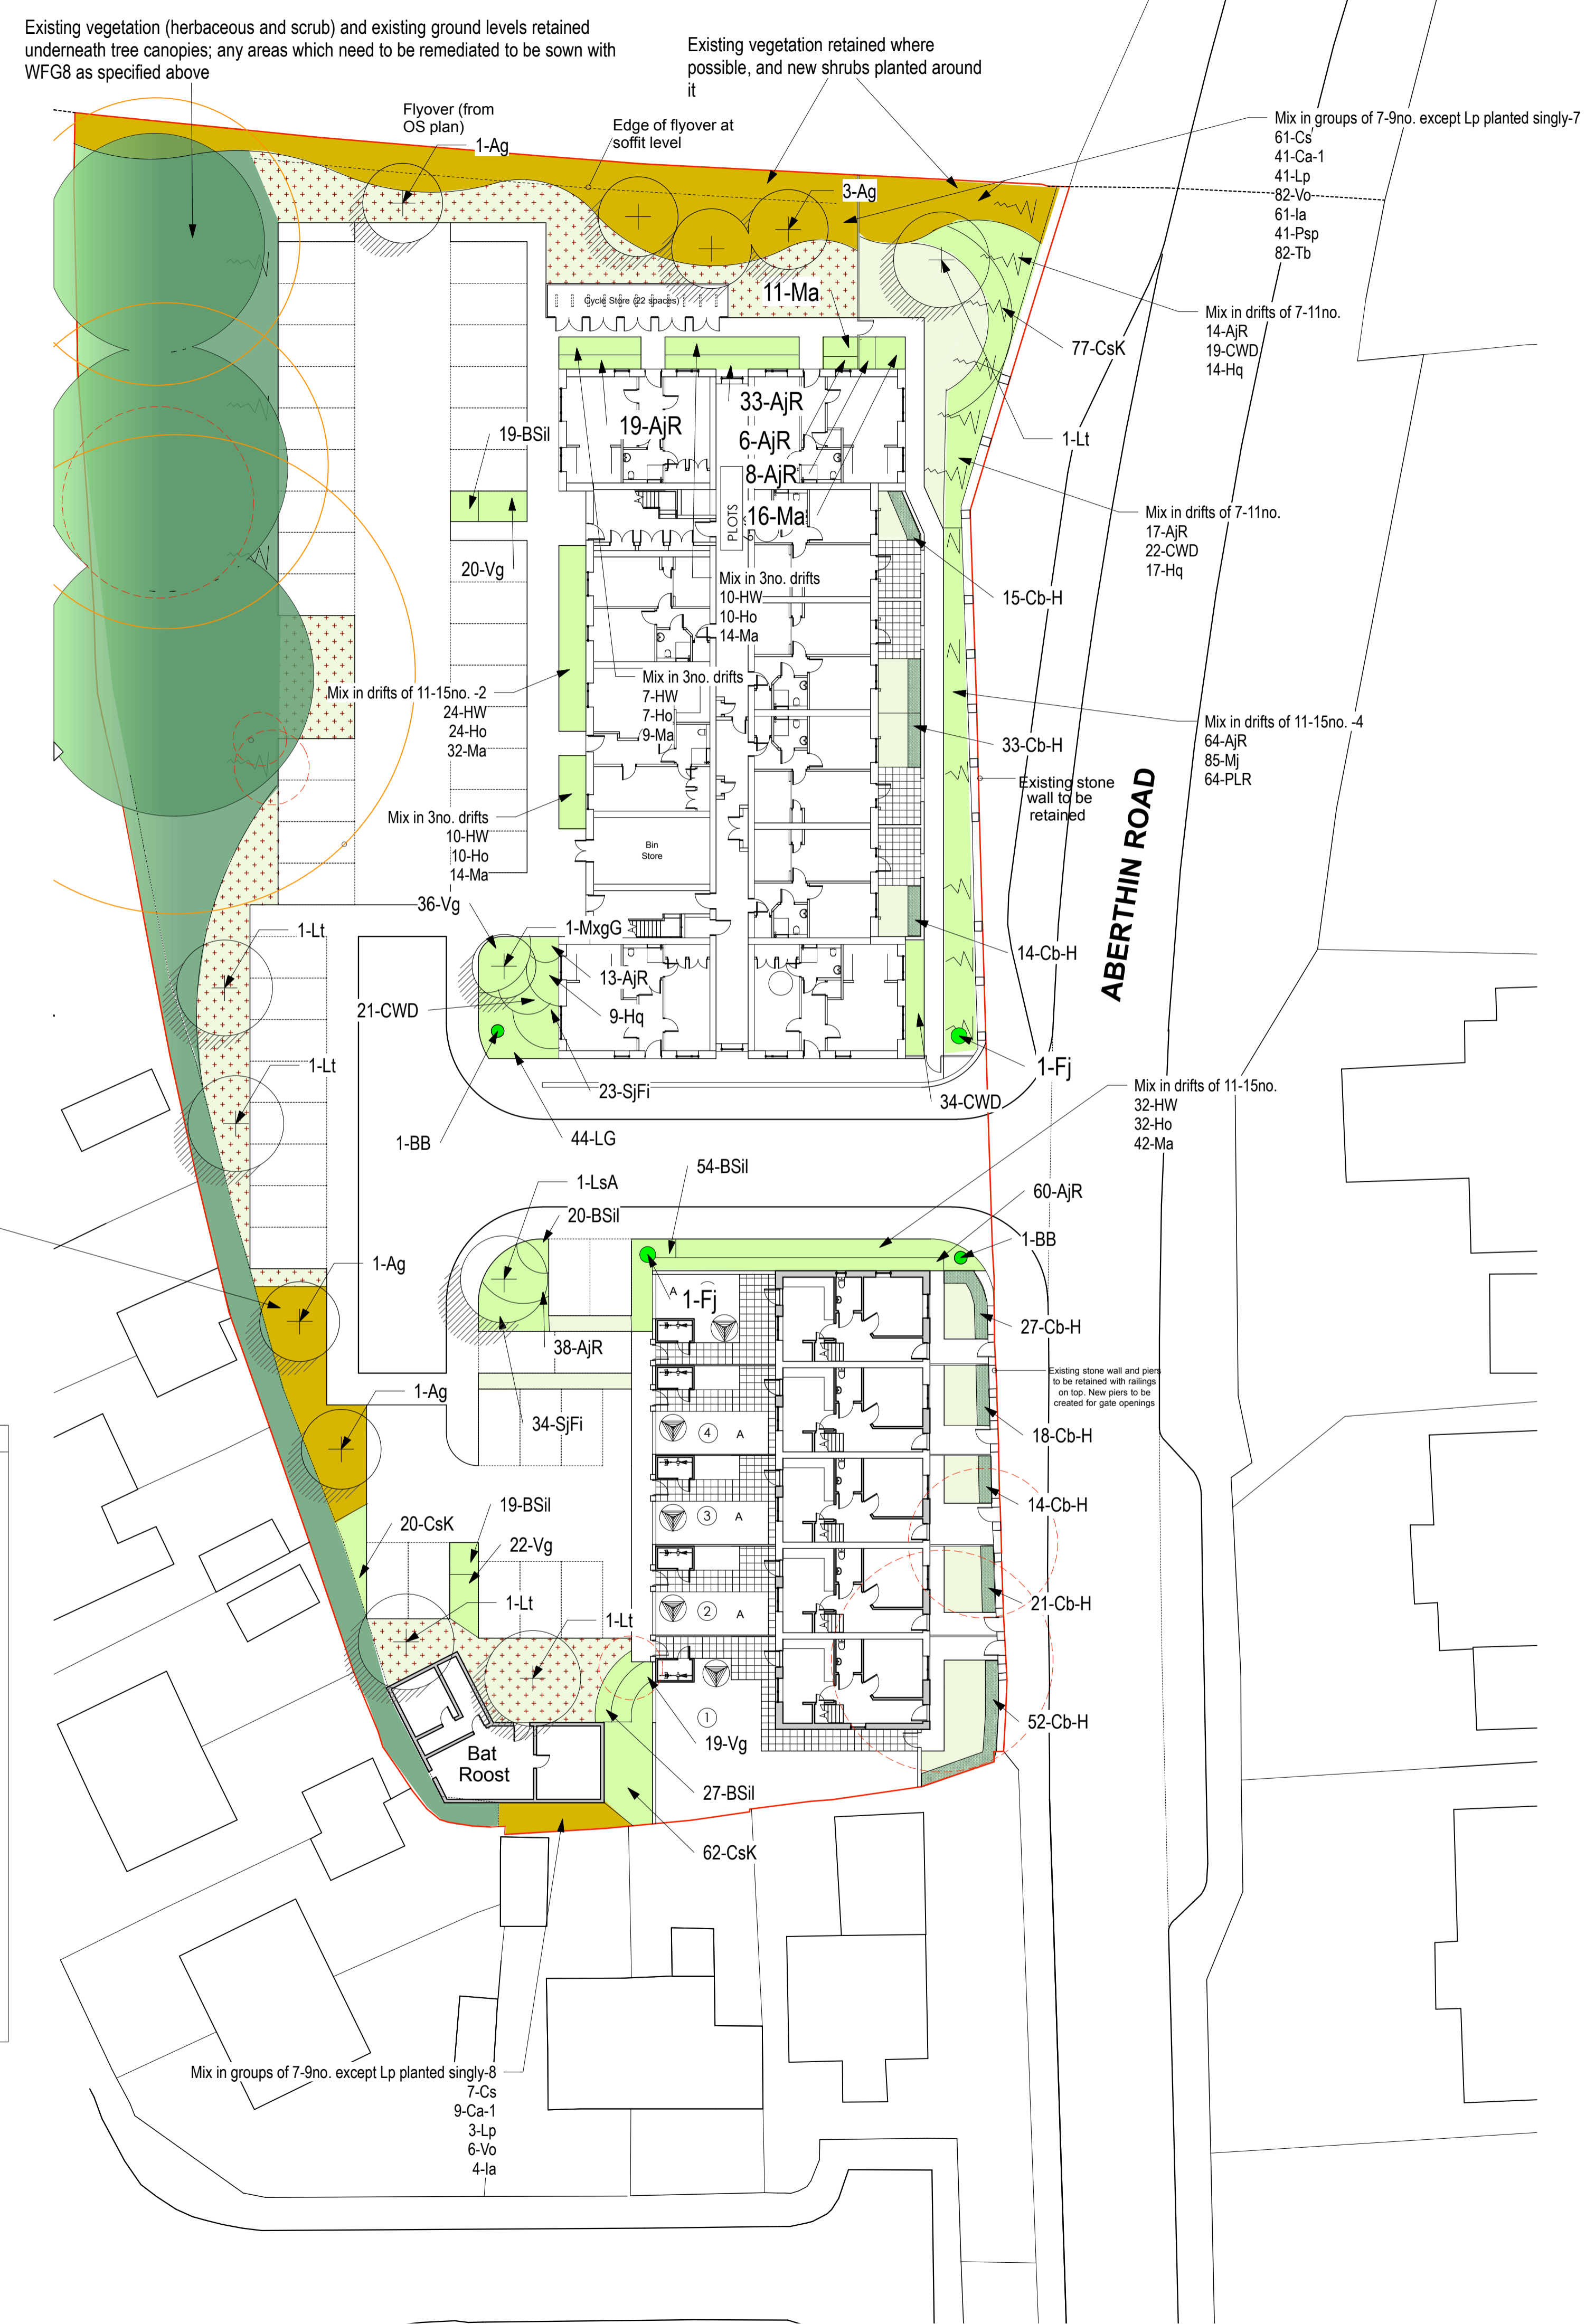 Existing vegetation (herbaceous and scrub) and existing ground levels retained
underneath tree canopies; any areas which need to be remediated to be sown with
WFG8 as specified above
Existing vegetation retained where
possible, and new shrubs planted around
it
Flyover (from
OS plan)
1-Ag
Edge of flyover at
soffit level
3-Ag
Mix in groups of 7-9no. except Lp planted singly-7
61-Cs
41-Ca-1
41-Lp
82-Vo
61-Ia
41-Psp
82-Tb
Cycle Store (22 spaces)
11-Ma
Mix in drifts of 7-11no.
14-AjR
19-CWD
14-Hq
77-CsK
19-AjR
33-AjR
6-AjR
8-AjR
16-Ma
PLOTS
1-Lt
19-BSil
20-Vg
Mix in drifts of 7-11no.
17-AjR
22-CWD
17-Hq
15-Cb-H
Mix in 3no. drifts
10-HW
10-Ho
14-Ma
Mix in 3no. drifts
7-HW
7-Ho
9-Ma
Mix in drifts of 11-15no. -2
24-HW
24-Ho
32-Ma
Mix in drifts of 11-15no. -4
64-AjR
85-Mj
64-PLR
33-Cb-H
Existing stone
wall to be
retained
ABERTHIN ROAD
Mix in 3no. drifts
10-HW
10-Ho
14-Ma
Bin
Store
36-Vg
1-MxgG
1-Lt
13-AjR
14-Cb-H
21-CWD
9-Hq
1-Lt
23-SjFi
34-CWD
1-Fj
1-BB
44-LG
Mix in drifts of 11-15no.
32-HW
32-Ho
42-Ma
54-BSil
1-LsA
60-AjR
20-BSil
1-BB
1-Ag
A
1-Fj
27-Cb-H
38-AjR
Existing stone wall and piers
to be retained with railings
on top. New piers to be
created for gate openings
1-Ag
34-SjFi
4
A
18-Cb-H
19-BSil
14-Cb-H
20-CsK
3
A
22-Vg
1-Lt
2
A
21-Cb-H
1-Lt
1
52-Cb-H
19-Vg
Bat
Roost
27-BSil
62-CsK
Mix in groups of 7-9no. except Lp planted singly-8
7-Cs
9-Ca-1
3-Lp
6-Vo
4-Ia